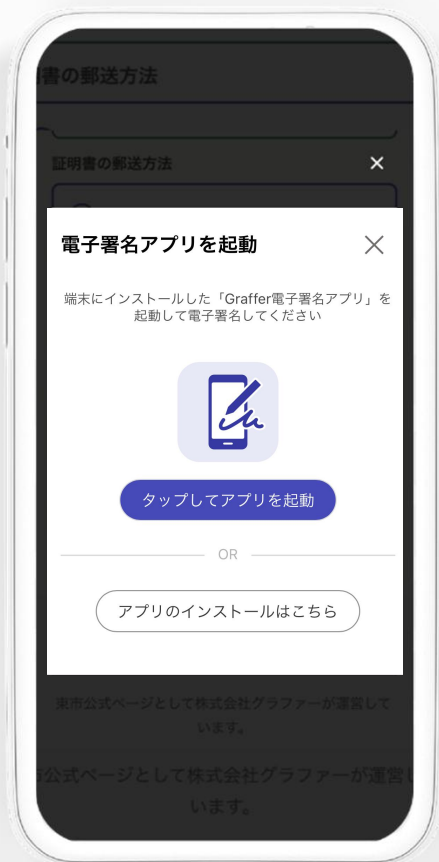 書の郵送方法
証明書の郵送方法
電子署名アプリを起動
端末にインストールした「Graffer電子署名アプリ」を
起動して電子署名してください
タップしてアプリを起動
OR
アプリのインストールはこちら
東市公式ページとして株式会社グラファーが運営して
います。
公式ページとして株式会社グラファーが運営し
います。